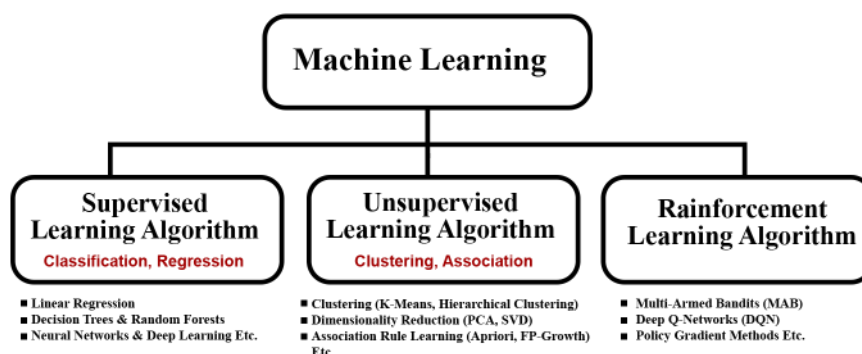 Machine Learning
Supervised
Learning Algorithm
Classification, Regression
Unsupervised
Learning Algorithm
Clustering, Association
Rainforcement
Learning Algorithm
■ Linear Regression
■ Decision Trees & Random Forests
■ Neural Networks & Deep Learning Etc.
■ Clustering (K-Means, Hierarchical Clustering)
■ Dimensionality Reduction (PCA, SVD)
■ Association Rule Learning (Apriori, FP-Growth)
Etc.
■ Multi-Armed Bandits (MAB)
■ Deep Q-Networks (DQN)
■ Policy Gradient Methods Etc.